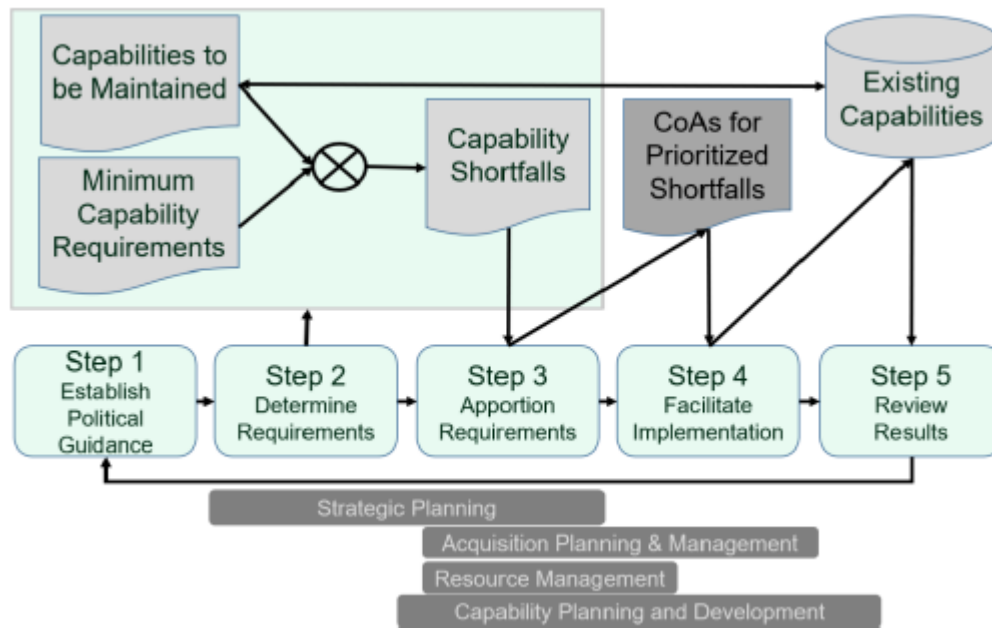 Capabilities to
be Maintained
Minimum
Capability
Requirements
Capability
Shortfalls
CoAs for
Prioritized
Shortfalls
Existing
Capabilities
Step 1
Establish
Political
Guidance
Step 2
Determine
Requirements
Step 3
Apportion
Requirements
Step 4
Facilitate
Implementation
Step 5
Review
Results
Strategic Planning
Acquisition Planning & Management
Resource Management
Capability Planning and Development